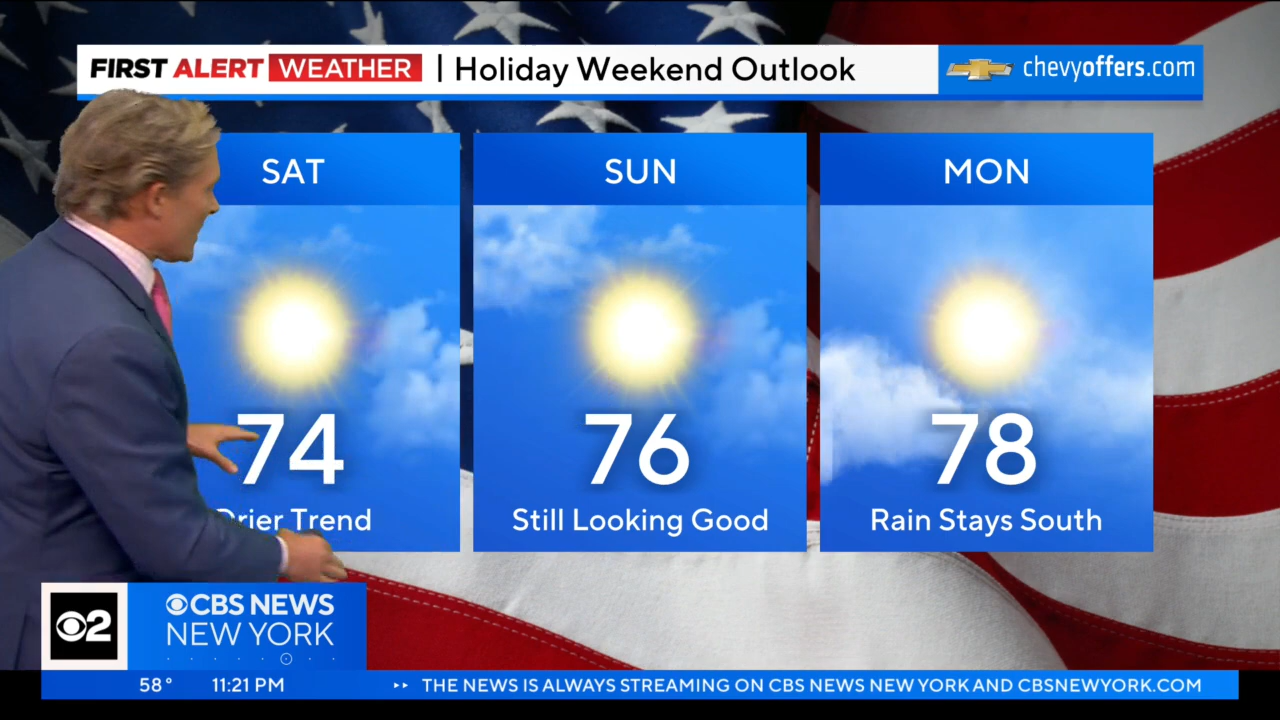 FIRST ALERT WEATHER | Holiday Weekend Outlook
chevyoffers.com
SAT
74
Drier Trend
SUN
76
Still Looking Good
MON
78
Rain Stays South
2
CBS NEWS
NEW YORK
58° 11:21 PM THE NEWS IS ALWAYS STREAMING ON CBS NEWS NEW YORK AND CBSNEWYORK.COM